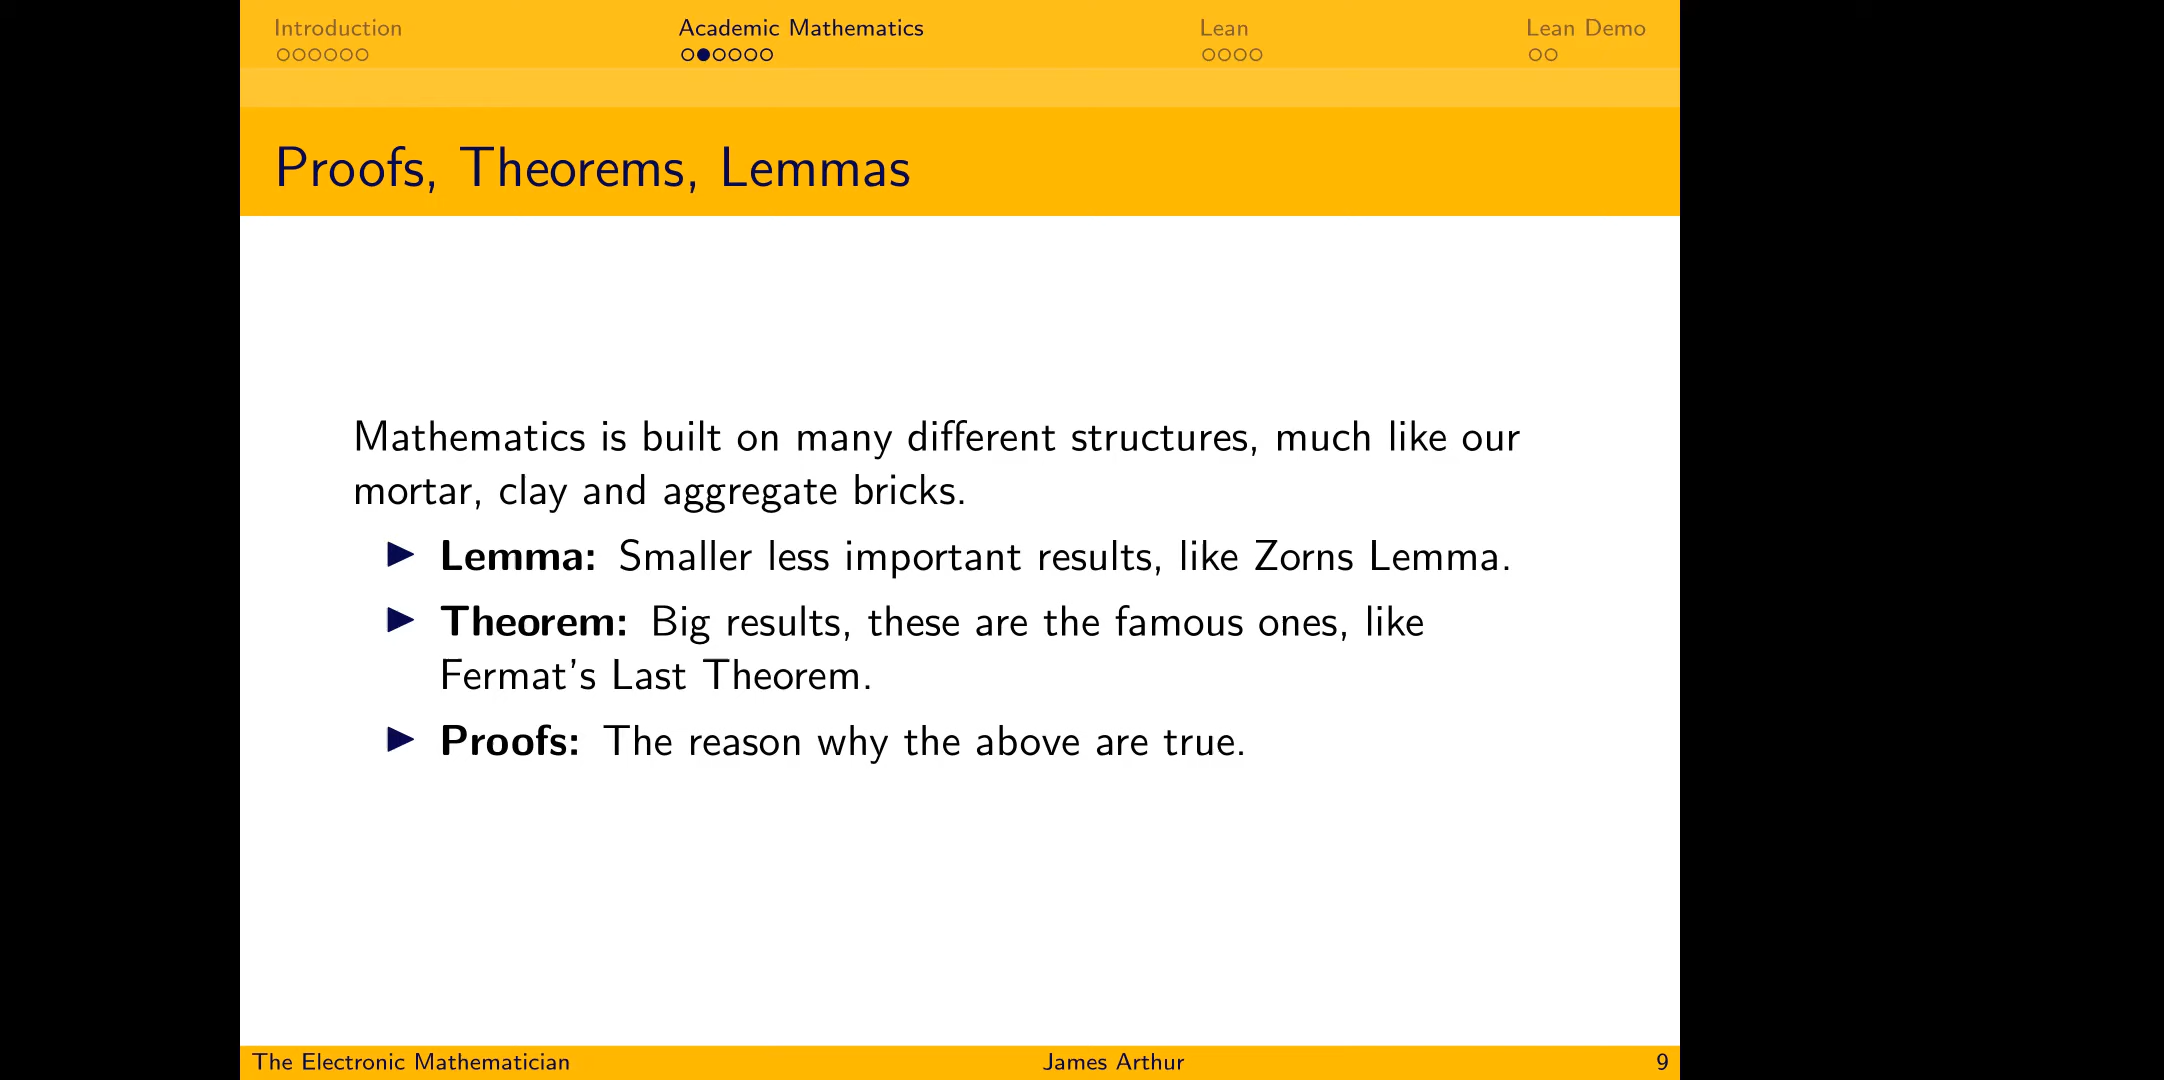 Introduction Academic Mathematics Lean Lean Demo
Proofs, Theorems, Lemmas
Mathematics is built on many different structures, much like our
mortar, clay and aggregate bricks.
Lemma: Smaller less important results, like Zorns Lemma.
Theorem: Big results, these are the famous ones, like
Fermat's Last Theorem.
Proofs: The reason why the above are true.
The Electronic Mathematician James Arthur 9